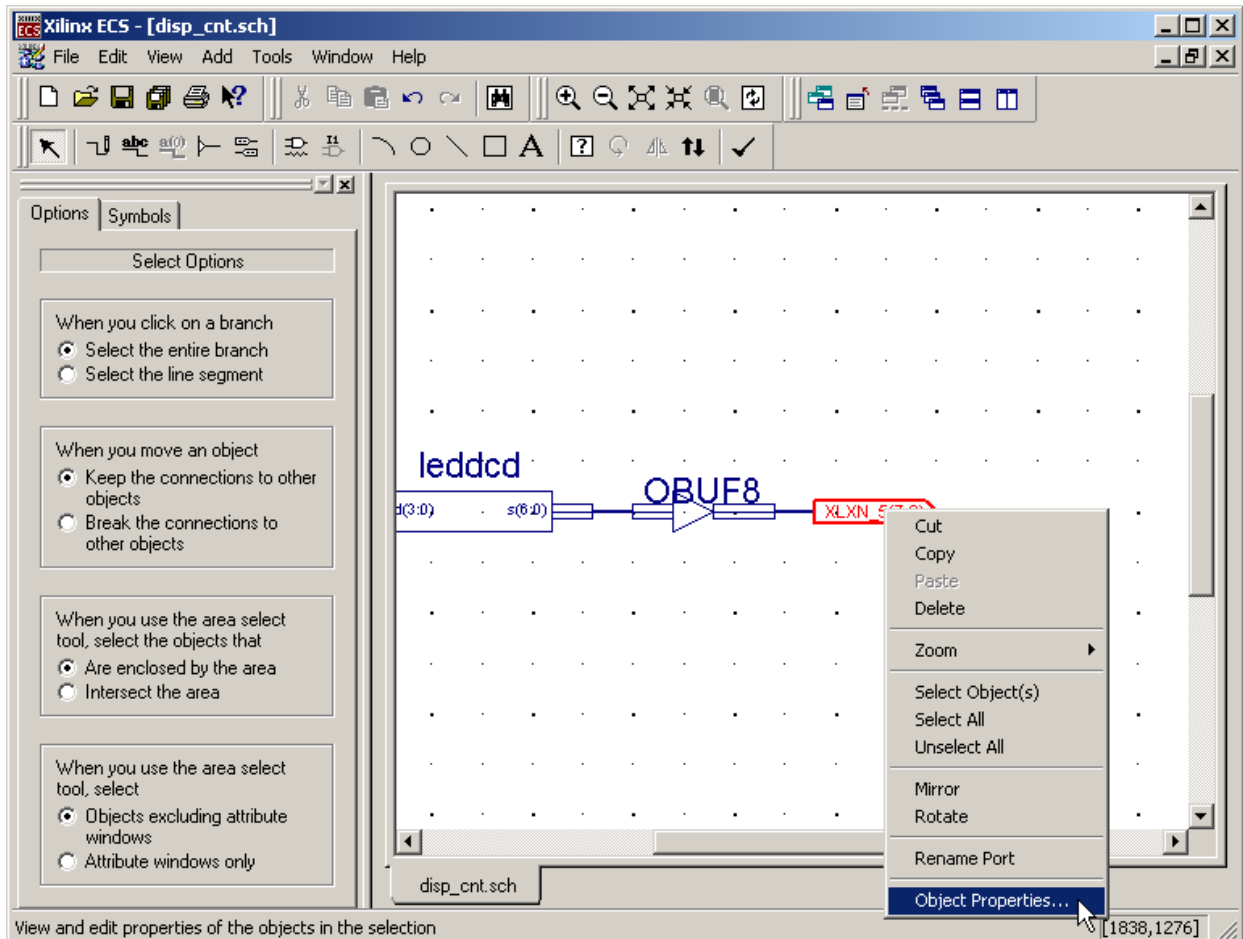 Xilinx ECS - [disp_cnt.sch]
File Edit View Add Tools Window Help
abc a(0) I1 A ?
Options Symbols
Select Options
When you click on a branch
Select the entire branch
Select the line segment
When you move an object
Keep the connections to other
objects
Break the connections to
other objects
When you use the area select
tool, select the objects that
Are enclosed by the area
Intersect the area
When you use the area select
tool, select
Objects excluding attribute
windows
Attribute windows only
leddcd
d(3:0)
s(6:0)
OBUF8
Cut
Copy
Paste
Delete
Zoom
Select Object(s)
Select All
Unselect All
Mirror
Rotate
Rename Port
Object Properties...
disp_cnt.sch
View and edit properties of the objects in the selection
[1838,1276]